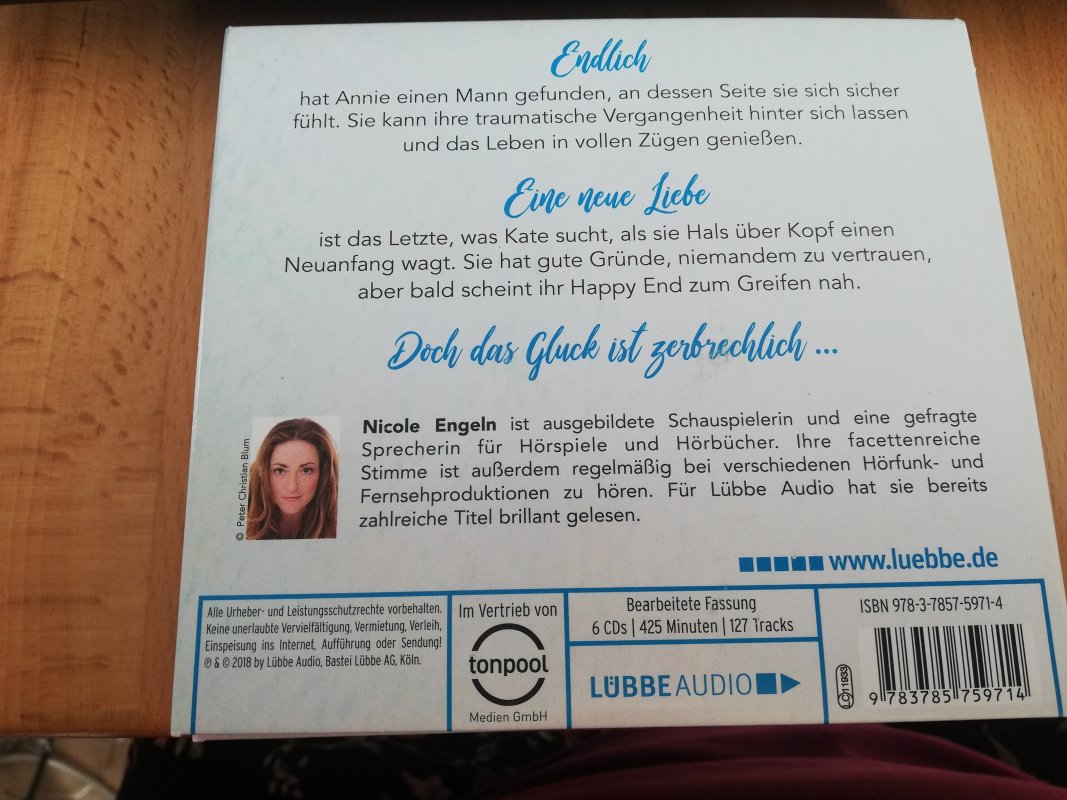 Endlich
hat Annie einen Mann gefunden, an dessen Seite sie sich sicher
fühlt. Sie kann ihre traumatische Vergangenheit hinter sich lassen
und das Leben in vollen Zügen genießen.
Eine neue Liebe
ist das Letzte, was Kate sucht, als sie Hals über Kopf einen
Neuanfang wagt. Sie hat gute Gründe, niemandem zu vertrauen,
aber bald scheint ihr Happy End zum Greifen nah.
Doch das Gluck ist zerbrechlich ...
© Peter Christian Blum
Nicole Engeln ist ausgebildete Schauspielerin und eine gefragte
Sprecherin für Hörspiele und Hörbücher. Ihre facettenreiche
Stimme ist außerdem regelmäßig bei verschiedenen Hörfunk- und
Fernsehproduktionen zu hören. Für Lübbe Audio hat sie bereits
zahlreiche Titel brillant gelesen.
www.luebbe.de
Alle Urheber- und Leistungsschutzrechte vorbehalten.
Keine unerlaubte Vervielfältigung, Vermietung, Verleih,
Einspeisung ins Internet, Aufführung oder Sendung!
℗ & © 2018 by Lübbe Audio, Bastei Lübbe AG, Köln.
Im Vertrieb von
tonpool
Medien GmbH
Bearbeitete Fassung
6 CDs | 425 Minuten | 127 Tracks
LÜBBE AUDIO
ISBN 978-3-7857-5971-4
LC 11933
9 783785 759714